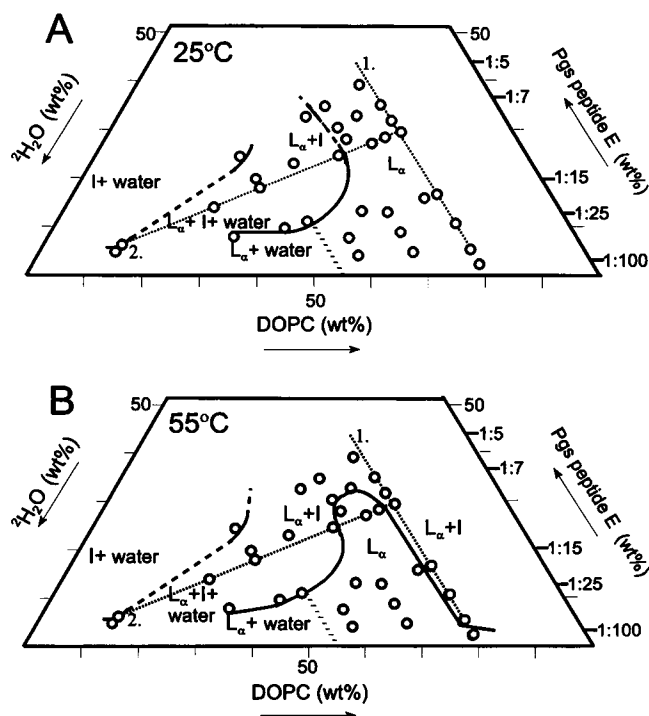 A
25°C
50
50
1:5
1:7
1:15
1:25
1:100
²H₂O (wt%)
Pgs peptide E (wt%)
1.
Lα+I
Lα
I+ water
Lα+ I+ water
Lα+ water
2.
50
DOPC (wt%)
B
55°C
50
50
1:5
1:7
1:15
1:25
1:100
²H₂O (wt%)
Pgs peptide E (wt%)
1.
Lα+I
Lα+I
Lα
I+ water
Lα+I+
water
Lα+ water
2.
50
DOPC (wt%)